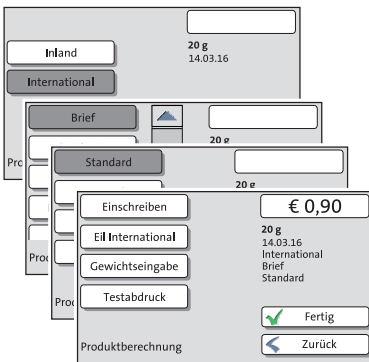 Inland
20 g
14.03.16
International
Brief
20 g
Pro
Standard
20 g
Prod
Einschreiben
€ 0,90
Eil International
20 g
14.03.16
International
Brief
Standard
Gewichtseingabe
Testabdruck
Prod
Fertig
Produktberechnung
Zurück